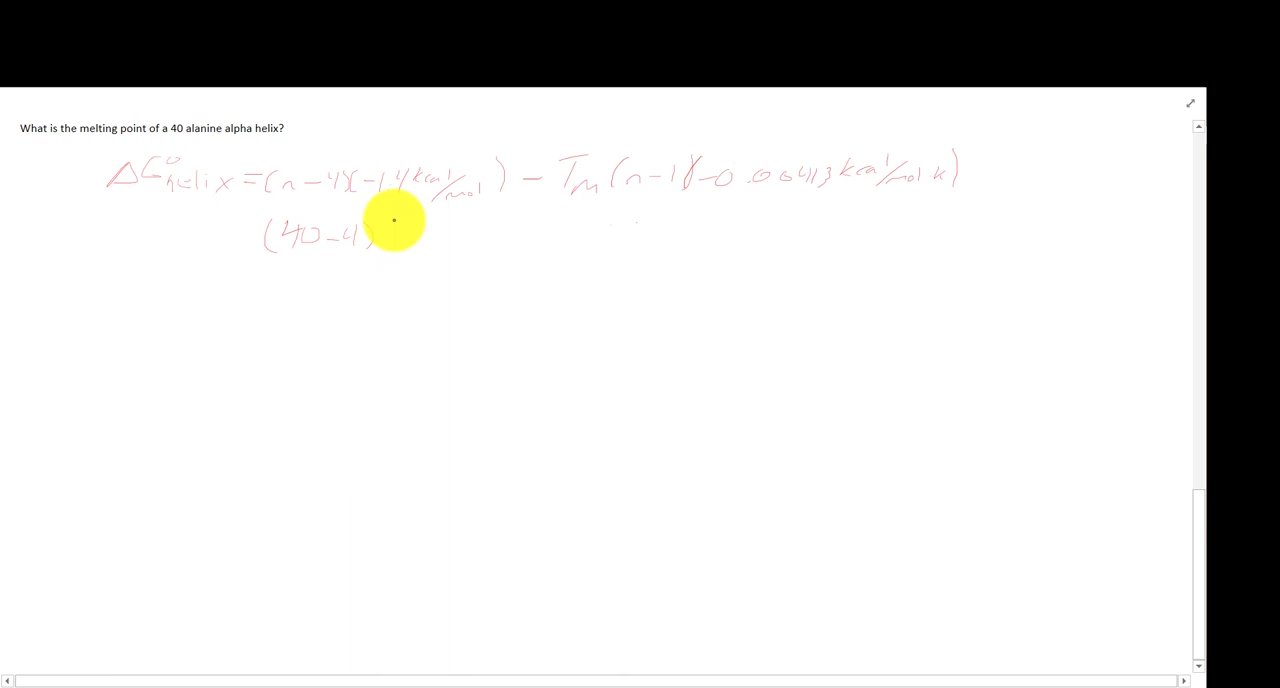 What is the melting point of a 40 alanine alpha helix?
ΔG°helix = (n-4)(-1.4 kcal/mol) - Tm (n-1)(-0.00413 kcal/mol·K)
(40-4)